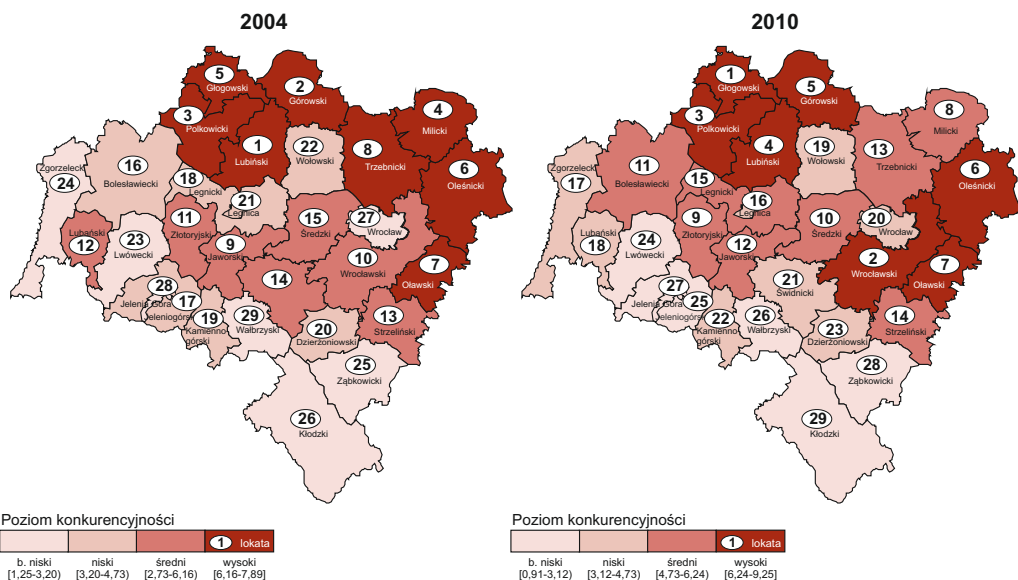 2004
5
Głogowski
2
Górowski
4
Milicki
3
Polkowicki
1
Lubiński
22
Wołowski
8
Trzebnicki
6
Oleśnicki
Zgorzelecki
24
16
Bolesławiecki
18
Legnicki
21
Legnica
11
Złotoryjski
15
Średzki
27
Wrocław
Lubański
12
23
Lwówecki
9
Jaworski
10
Wrocławski
7
Oławski
14
28
Jelenia Góra
17
Jeleniogórski
19
Kamienno
górski
29
Wałbrzyski
20
Dzierżoniowski
13
Strzeliński
25
Ząbkowicki
26
Kłodzki
Poziom konkurencyjności
1 lokata
b. niski niski średni wysoki
[1,25-3,20) [3,20-4,73) [2,73-6,16) [6,16-7,89]
2010
1
Głogowski
5
Górowski
8
Milicki
3
Polkowicki
4
Lubiński
19
Wołowski
13
Trzebnicki
6
Oleśnicki
Zgorzelecki
17
11
Bolesławiecki
15
Legnicki
16
Legnica
9
Złotoryjski
10
Średzki
20
Wrocław
Lubański
18
24
Lwówecki
12
Jaworski
2
Wrocławski
7
Oławski
21
Świdnicki
27
Jelenia Góra
25
Jeleniogórski
22
Kamienno
górski
26
Wałbrzyski
23
Dzierżoniowski
14
Strzeliński
28
Ząbkowicki
29
Kłodzki
Poziom konkurencyjności
1 lokata
b. niski niski średni wysoki
[0,91-3,12) [3,12-4,73) [4,73-6,24) [6,24-9,25]